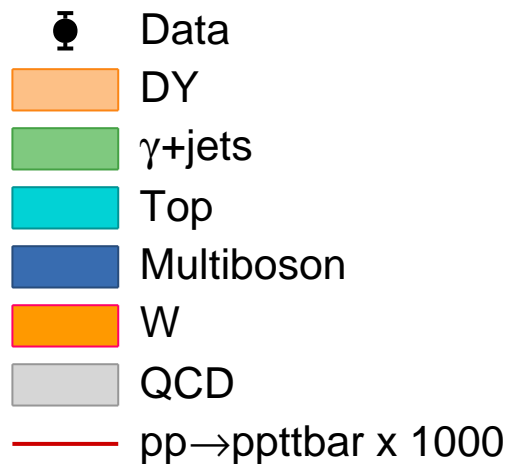 Data
DY
γ+jets
Top
Multiboson
W
QCD
pp→ppttbar x 1000